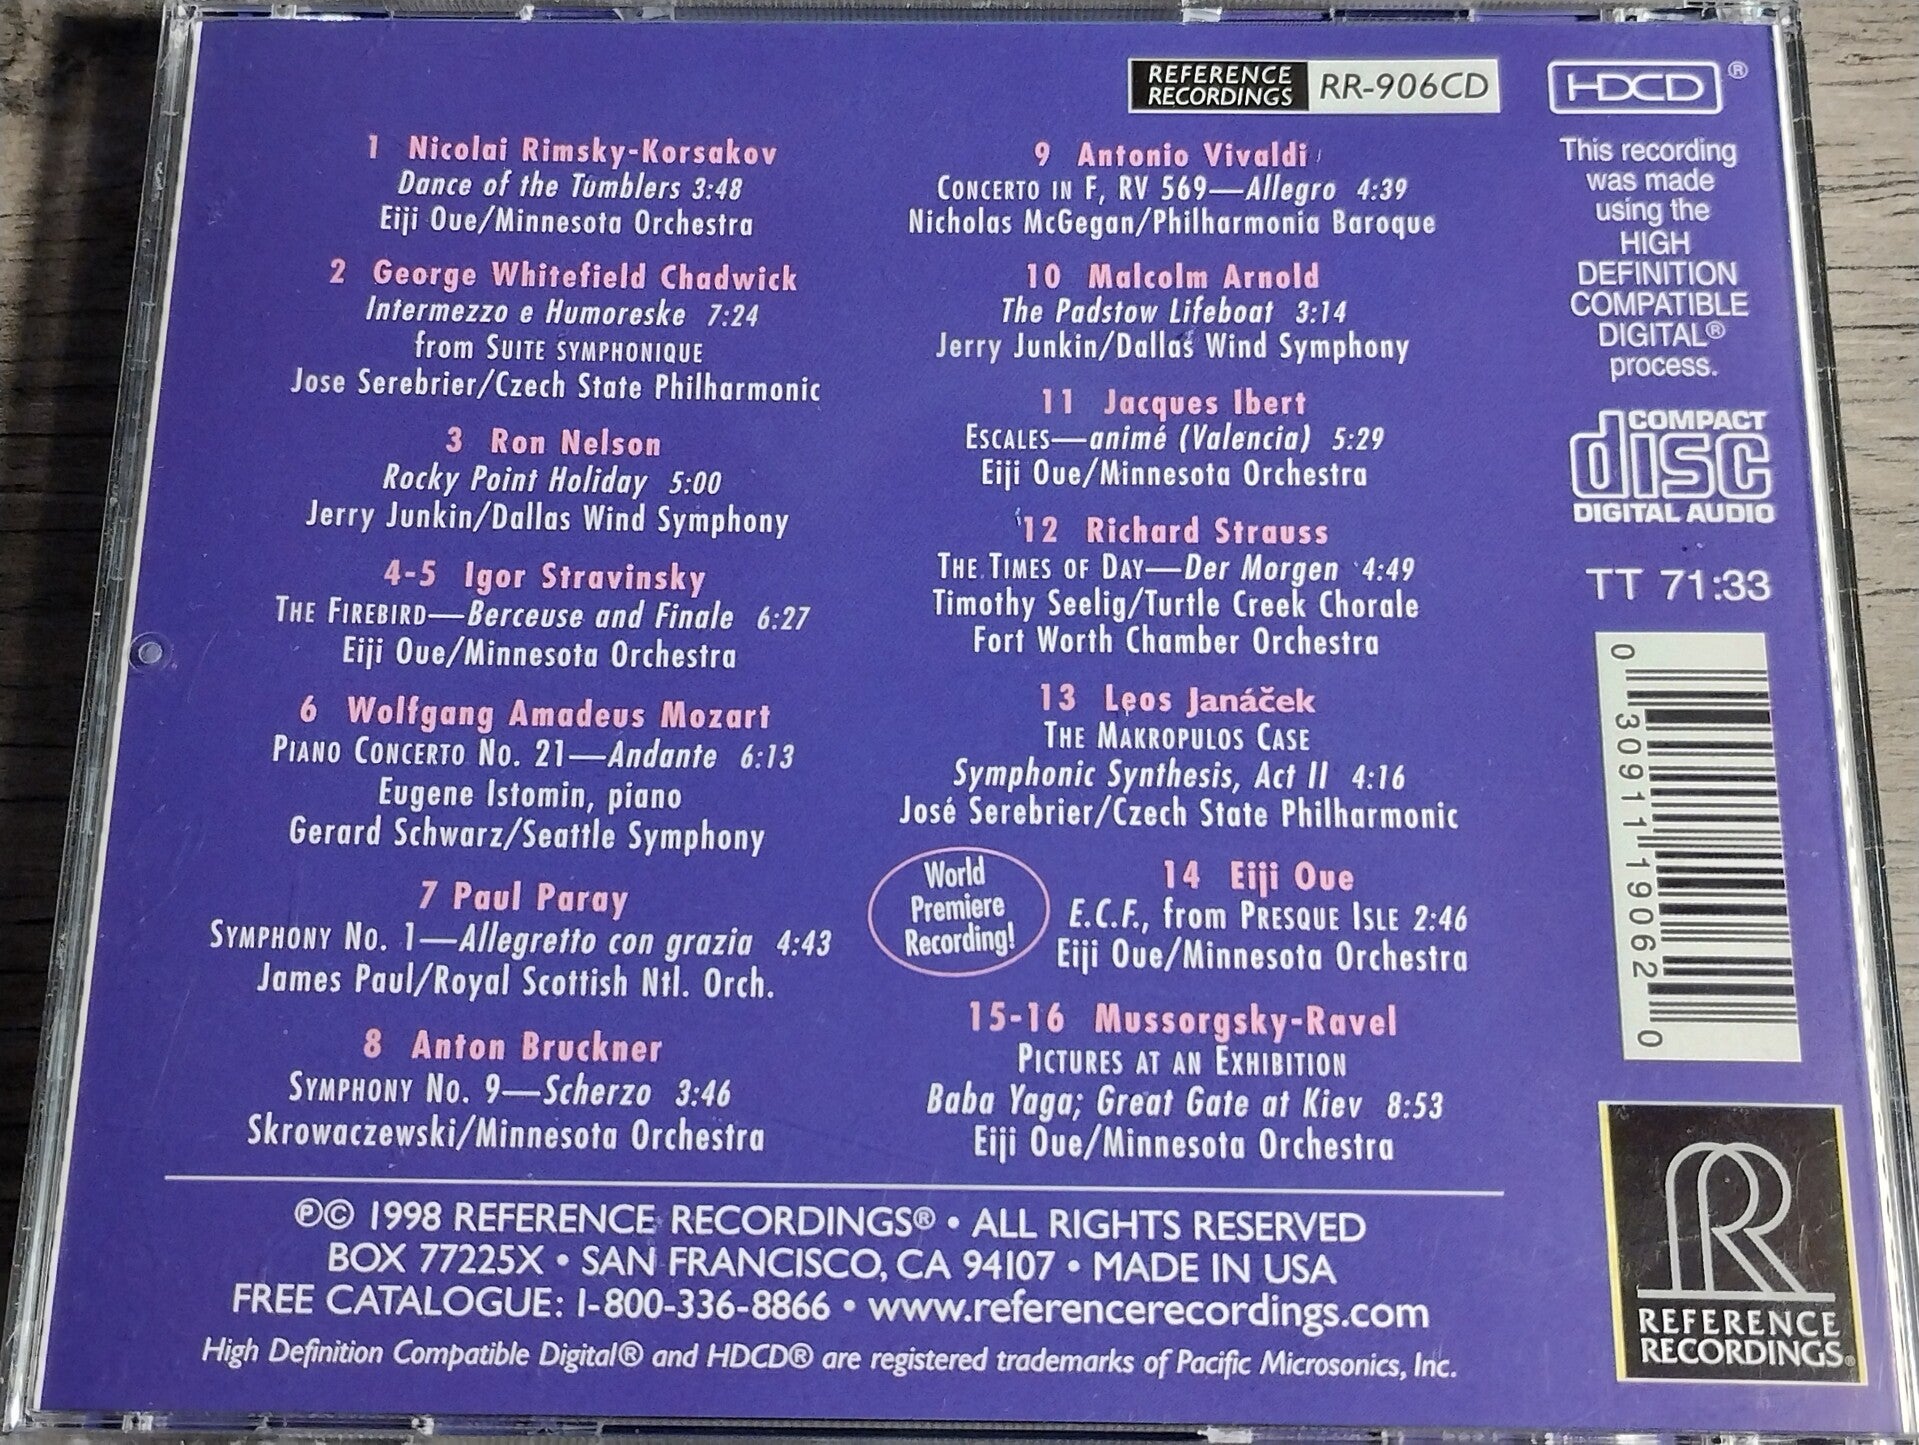 REFERENCE RECORDINGS RR-906CD
1 Nicolai Rimsky-Korsakov
Dance of the Tumblers 3:48
Eiji Oue/Minnesota Orchestra
2 George Whitefield Chadwick
Intermezzo e Humoreske 7:24
from SUITE SYMPHONIQUE
Jose Serebrier/Czech State Philharmonic
3 Ron Nelson
Rocky Point Holiday 5:00
Jerry Junkin/Dallas Wind Symphony
4-5 Igor Stravinsky
THE FIREBIRD—Berceuse and Finale 6:27
Eiji Oue/Minnesota Orchestra
6 Wolfgang Amadeus Mozart
PIANO CONCERTO NO. 21—Andante 6:13
Eugene Istomin, piano
Gerard Schwarz/Seattle Symphony
7 Paul Paray
SYMPHONY NO. 1—Allegretto con grazia 4:43
James Paul/Royal Scottish Ntl. Orch.
8 Anton Bruckner
SYMPHONY NO. 9—Scherzo 3:46
Skrowaczewski/Minnesota Orchestra
9 Antonio Vivaldi
CONCERTO IN F, RV 569—Allegro 4:39
Nicholas McGegan/Philharmonia Baroque
10 Malcolm Arnold
The Padstow Lifeboat 3:14
Jerry Junkin/Dallas Wind Symphony
11 Jacques Ibert
ESCALES—animé (Valencia) 5:29
Eiji Oue/Minnesota Orchestra
12 Richard Strauss
THE TIMES OF DAY—Der Morgen 4:49
Timothy Seelig/Turtle Creek Chorale
Fort Worth Chamber Orchestra
13 Leos Janáček
THE MAKROPULOS CASE
Symphonic Synthesis, Act II 4:16
José Serebrier/Czech State Philharmonic
World
Premiere
Recording!
14 Eiji Oue
E.C.F., from PRESQUE ISLE 2:46
Eiji Oue/Minnesota Orchestra
15-16 Mussorgsky-Ravel
PICTURES AT AN EXHIBITION
Baba Yaga; Great Gate at Kiev 8:53
Eiji Oue/Minnesota Orchestra
HDCD®
This recording
was made
using the
HIGH
DEFINITION
COMPATIBLE
DIGITAL®
process.
COMPACT
disc
DIGITAL AUDIO
TT 71:33
0 30911 19062 0
R
REFERENCE
RECORDINGS®
℗© 1998 REFERENCE RECORDINGS® • ALL RIGHTS RESERVED
BOX 77225X • SAN FRANCISCO, CA 94107 • MADE IN USA
FREE CATALOGUE: 1-800-336-8866 • www.referencerecordings.com
High Definition Compatible Digital® and HDCD® are registered trademarks of Pacific Microsonics, Inc.